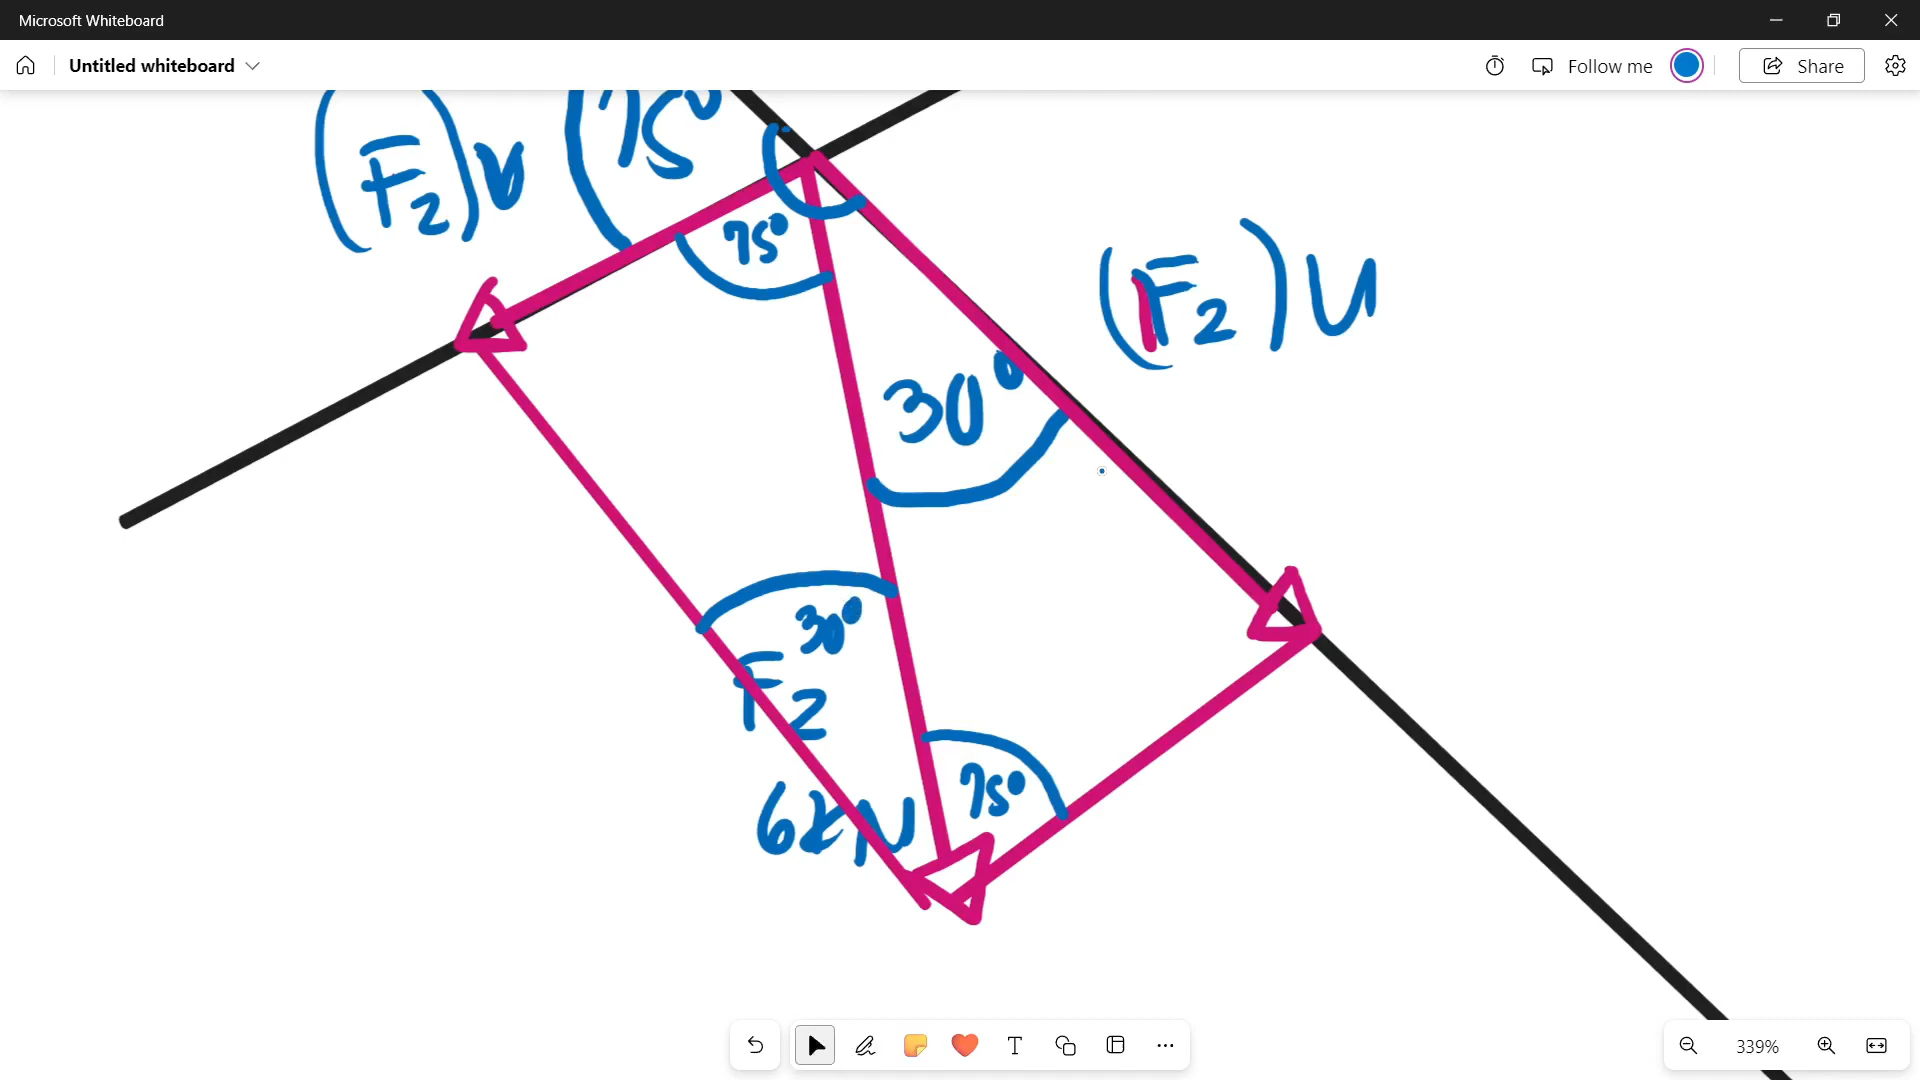 Microsoft Whiteboard
Untitled whiteboard
Follow me
Share
(F2)v
75°
75°
(F2)U
30°
30°
F2
75°
6kN
339%